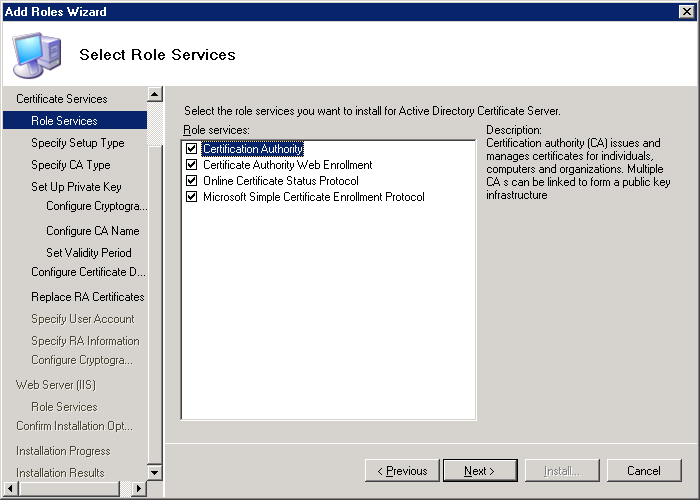 Add Roles Wizard
Select Role Services
Certificate Services
Role Services
Specify Setup Type
Specify CA Type
Set Up Private Key
Configure Cryptogra...
Configure CA Name
Set Validity Period
Configure Certificate D...
Replace RA Certificates
Specify User Account
Specify RA Information
Configure Cryptogra...
Web Server (IIS)
Role Services
Confirm Installation Opt...
Installation Progress
Installation Results
Select the role services you want to install for Active Directory Certificate Server.
Role services:
Certification Authority
Certificate Authority Web Enrollment
Online Certificate Status Protocol
Microsoft Simple Certificate Enrollment Protocol
Description:
Certification authority (CA) issues and
manages certificates for individuals,
computers and organizations. Multiple
CA s can be linked to form a public key
infrastructure
< Previous
Next >
Install...
Cancel